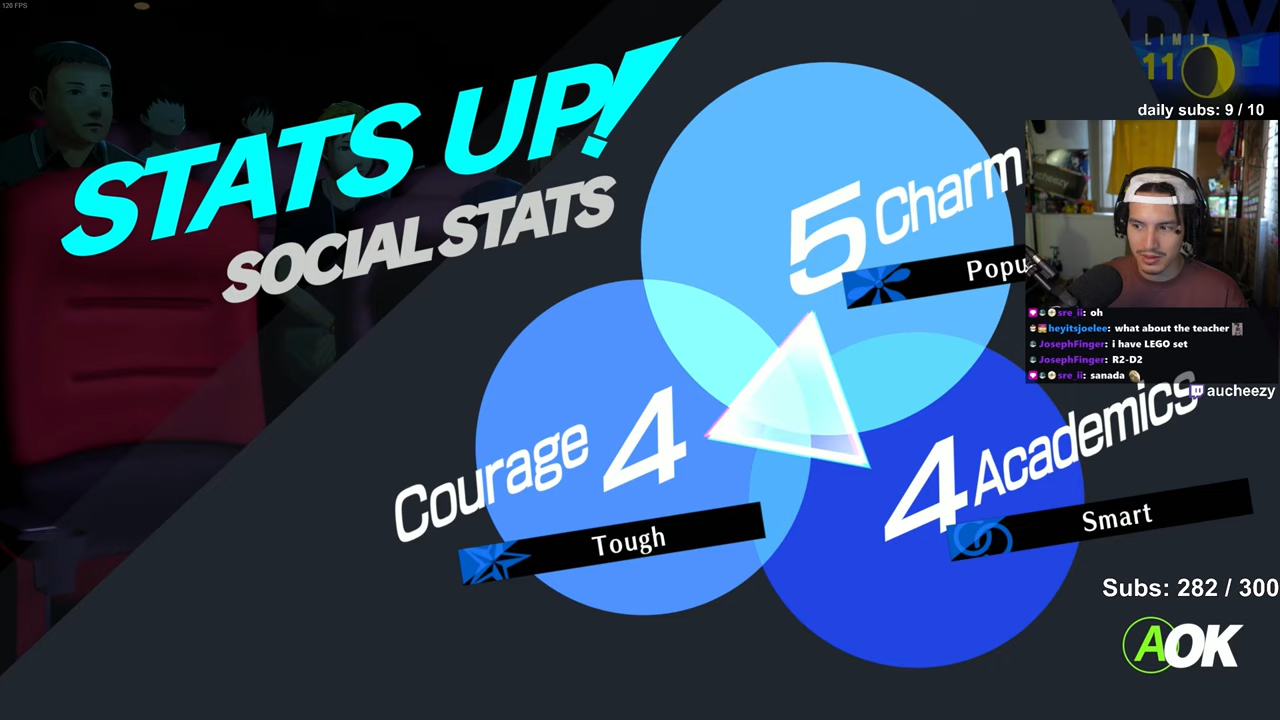 120 FPS
STATS UP!
SOCIAL STATS
LIMIT
11
daily subs: 9 / 10
5 Charm
Popu
sre_ii: oh
heyitsjoelee: what about the teacher
JosephFinger: i have LEGO set
JosephFinger: R2-D2
sre_ii: sanada
aucheezy
Courage 4
Tough
4 Academics
Smart
Subs: 282 / 300
A OK